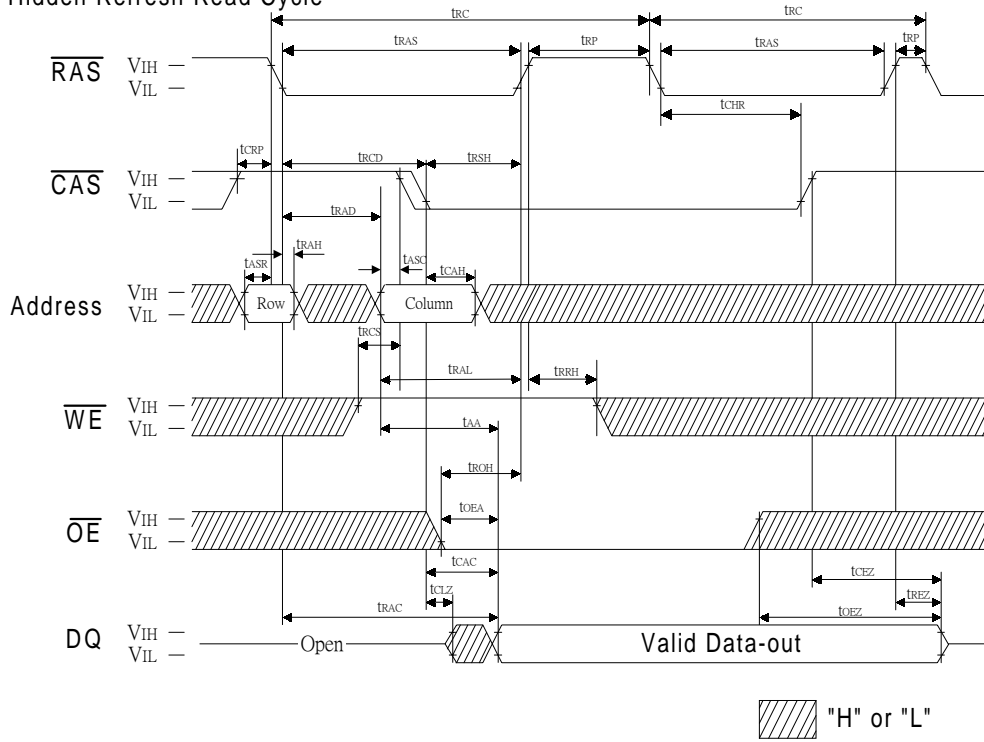 Hidden Refresh Read Cycle
tRC tRC
tRAS tRP tRAS tRP
RAS VIH
VIL
tCHR
tCRP tRCD tRSH
CAS VIH
VIL
tRAD
tRAH
tASR tASC tCAH
Address VIH
VIL
Row Column
tRCS
tRAL tRRH
WE VIH
VIL
tAA
tROH
tOEA
OE VIH
VIL
tCAC tCEZ
tCLZ tREZ
tRAC tOEZ
DQ VIH
VIL
Open Valid Data-out
"H" or "L"